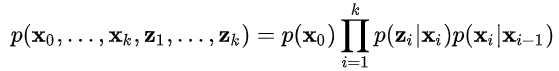 p(𝐱₀, …, 𝐱ₖ, 𝐳₁, …, 𝐳ₖ) = p(𝐱₀) ∏ᵢ₌₁ᵏ p(𝐳ᵢ|𝐱ᵢ)p(𝐱ᵢ|𝐱ᵢ₋₁)